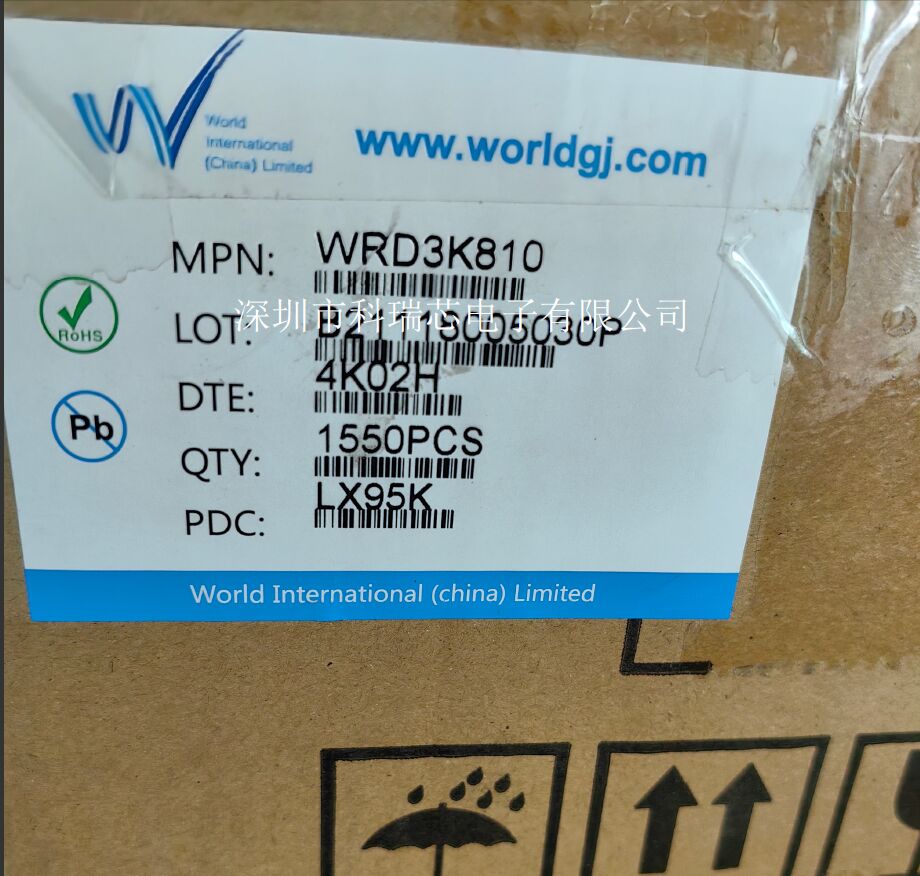 World
International
(China) Limited
www.worldgj.com
MPN: WRD3K810
深圳市科瑞芯电子有限公司
LOT:
DTE: 4K02H
QTY: 1550PCS
PDC: LX95K
RoHS
Pb
World International (china) Limited